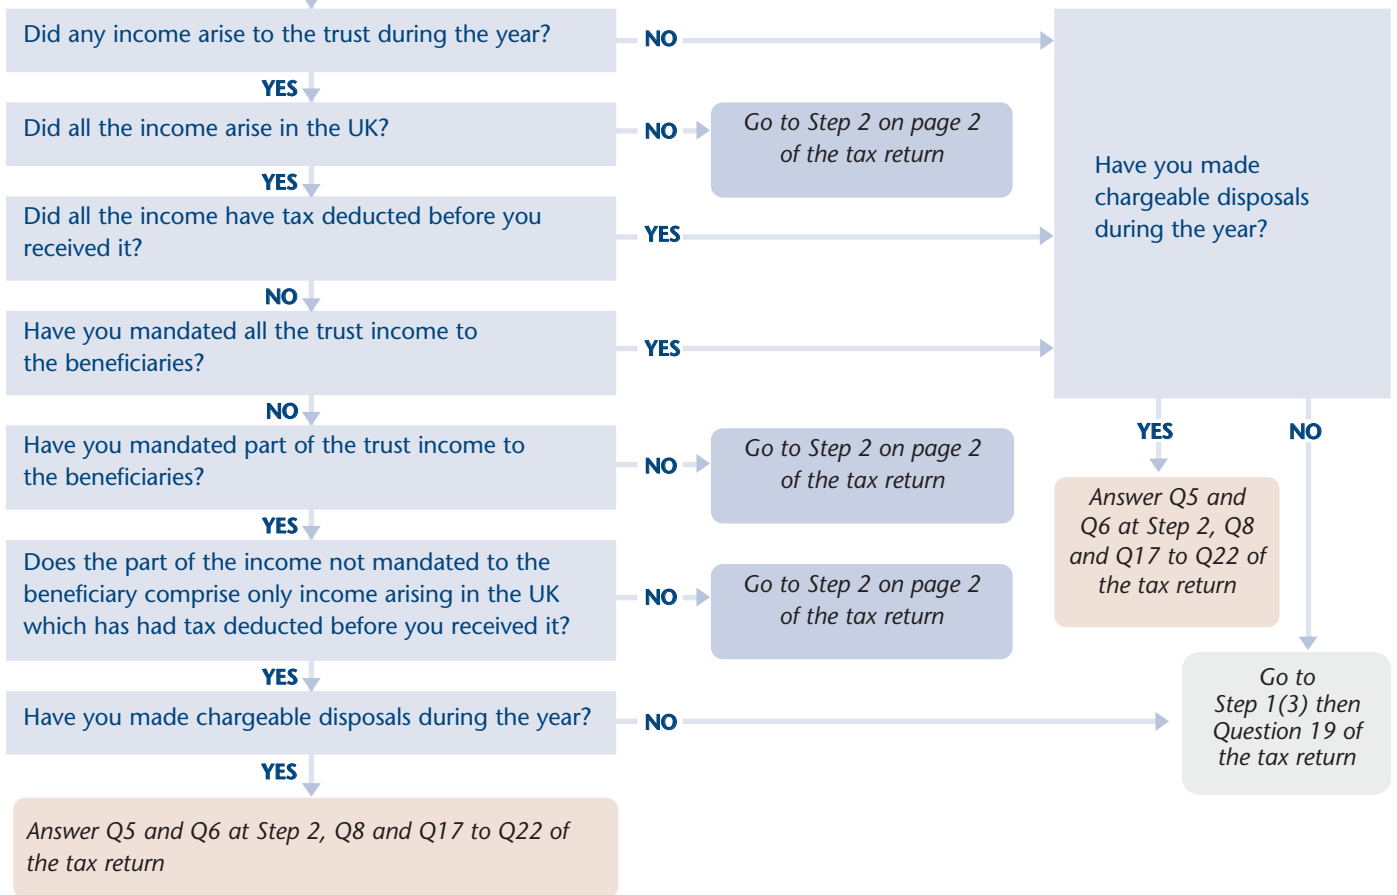 Did any income arise to the trust during the year?
NO
YES
Did all the income arise in the UK?
NO
Go to Step 2 on page 2
of the tax return
YES
Did all the income have tax deducted before you
received it?
YES
Have you made
chargeable disposals
during the year?
NO
Have you mandated all the trust income to
the beneficiaries?
YES
NO
Have you mandated part of the trust income to
the beneficiaries?
NO
Go to Step 2 on page 2
of the tax return
YES
NO
Answer Q5 and
Q6 at Step 2, Q8
and Q17 to Q22 of
the tax return
YES
Does the part of the income not mandated to the
beneficiary comprise only income arising in the UK
which has had tax deducted before you received it?
NO
Go to Step 2 on page 2
of the tax return
YES
Have you made chargeable disposals during the year?
NO
Go to
Step 1(3) then
Question 19 of
the tax return
YES
Answer Q5 and Q6 at Step 2, Q8 and Q17 to Q22 of
the tax return